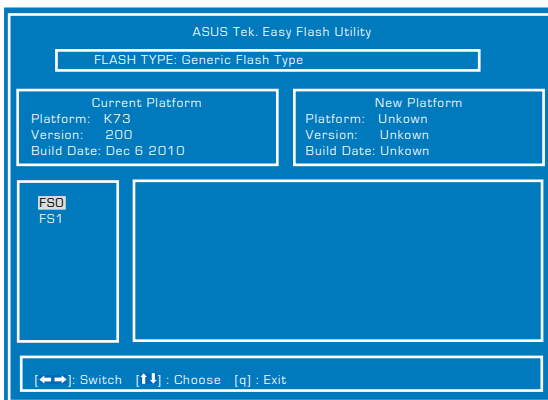 ASUS Tek. Easy Flash Utility
FLASH TYPE: Generic Flash Type
Current Platform
Platform: K73
Version: 200
Build Date: Dec 6 2010
New Platform
Platform: Unkown
Version: Unkown
Build Date: Unkown
FS0
FS1
[←→]: Switch [↑↓] : Choose [q] : Exit